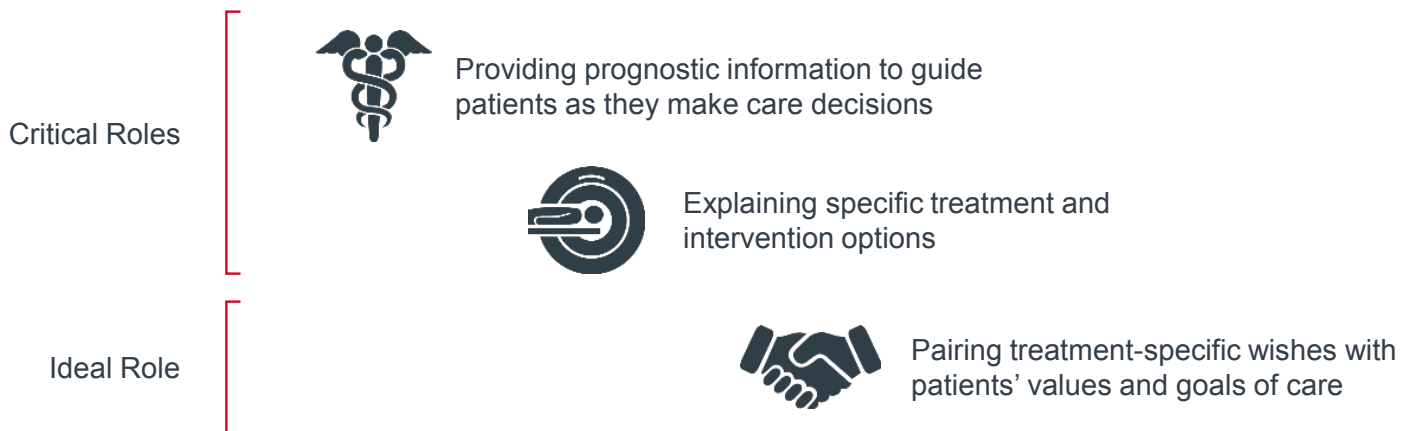 Critical Roles
Providing prognostic information to guide
patients as they make care decisions
Explaining specific treatment and
intervention options
Ideal Role
Pairing treatment-specific wishes with
patients’ values and goals of care